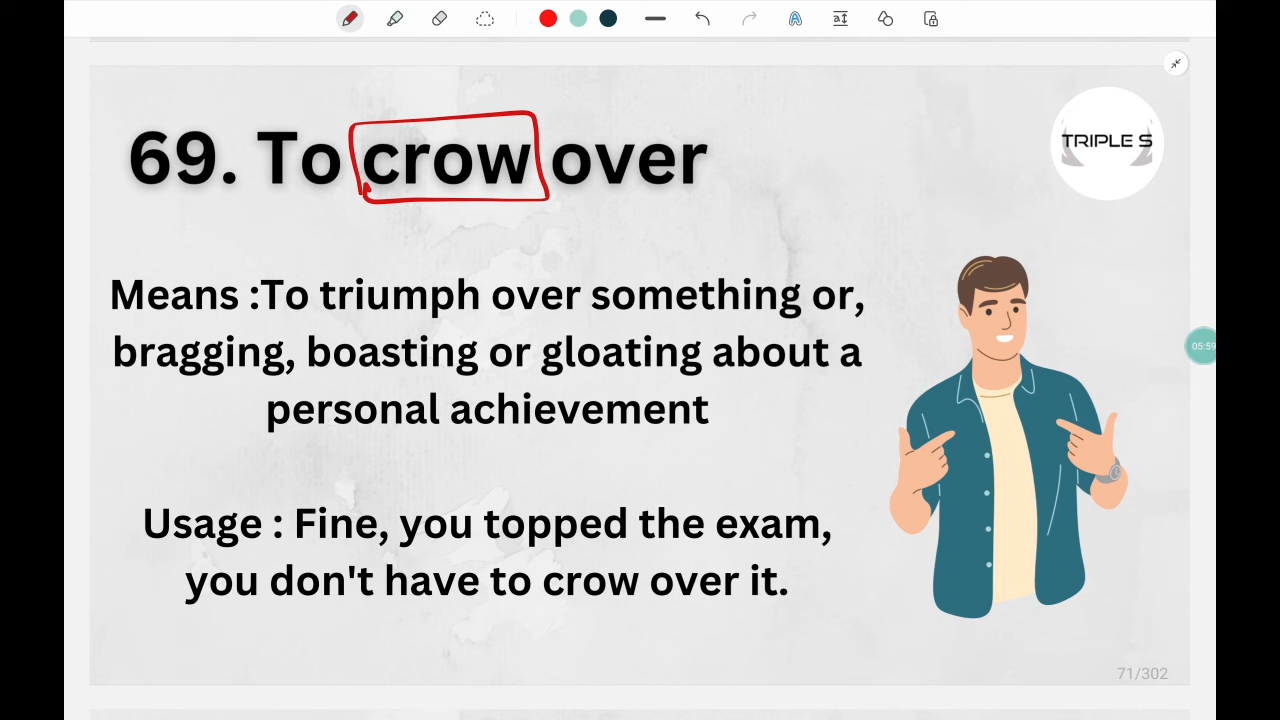 69. To crow over
TRIPLE S
Means :To triumph over something or,
bragging, boasting or gloating about a
personal achievement
05:59
Usage : Fine, you topped the exam,
you don't have to crow over it.
71/302